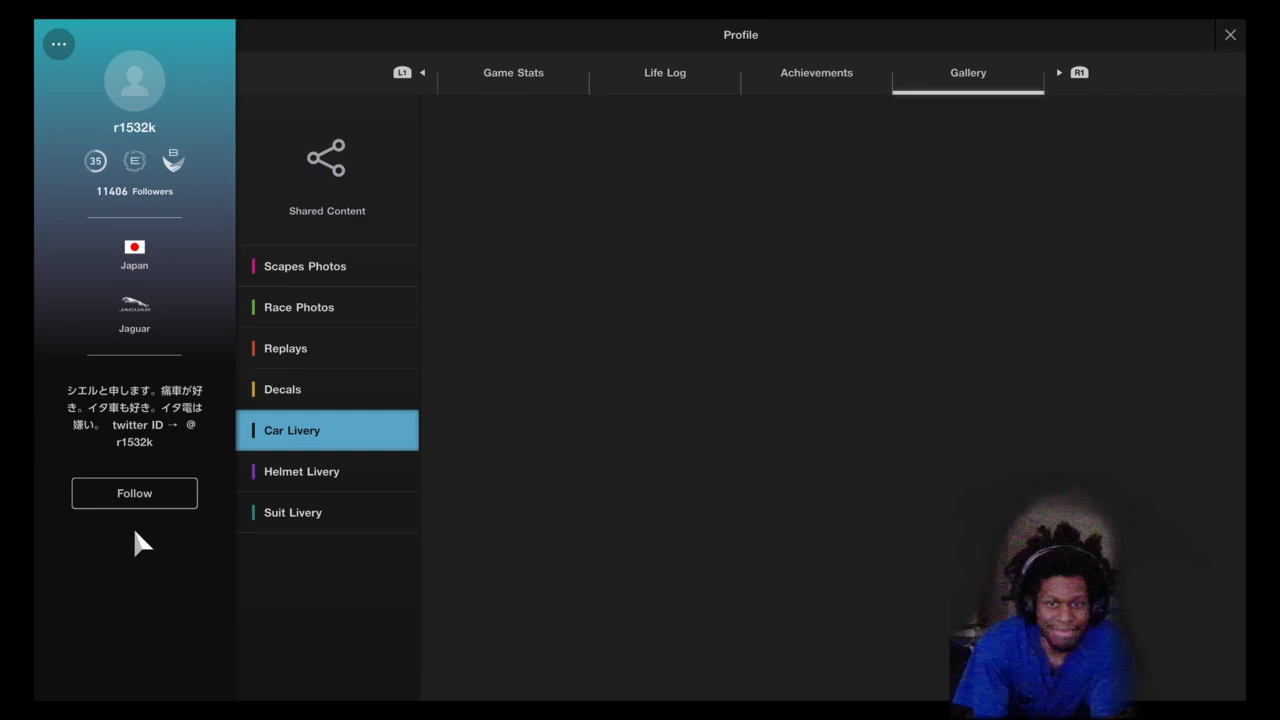 Profile
L1
Game Stats
Life Log
Achievements
Gallery
R1
r1532k
35
E
B
11406 Followers
Japan
JAGUAR
Jaguar
シエルと申します。痛車が好
き。イタ車も好き。イタ電は
嫌い。 twitter ID → @
r1532k
Follow
Shared Content
Scapes Photos
Race Photos
Replays
Decals
Car Livery
Helmet Livery
Suit Livery